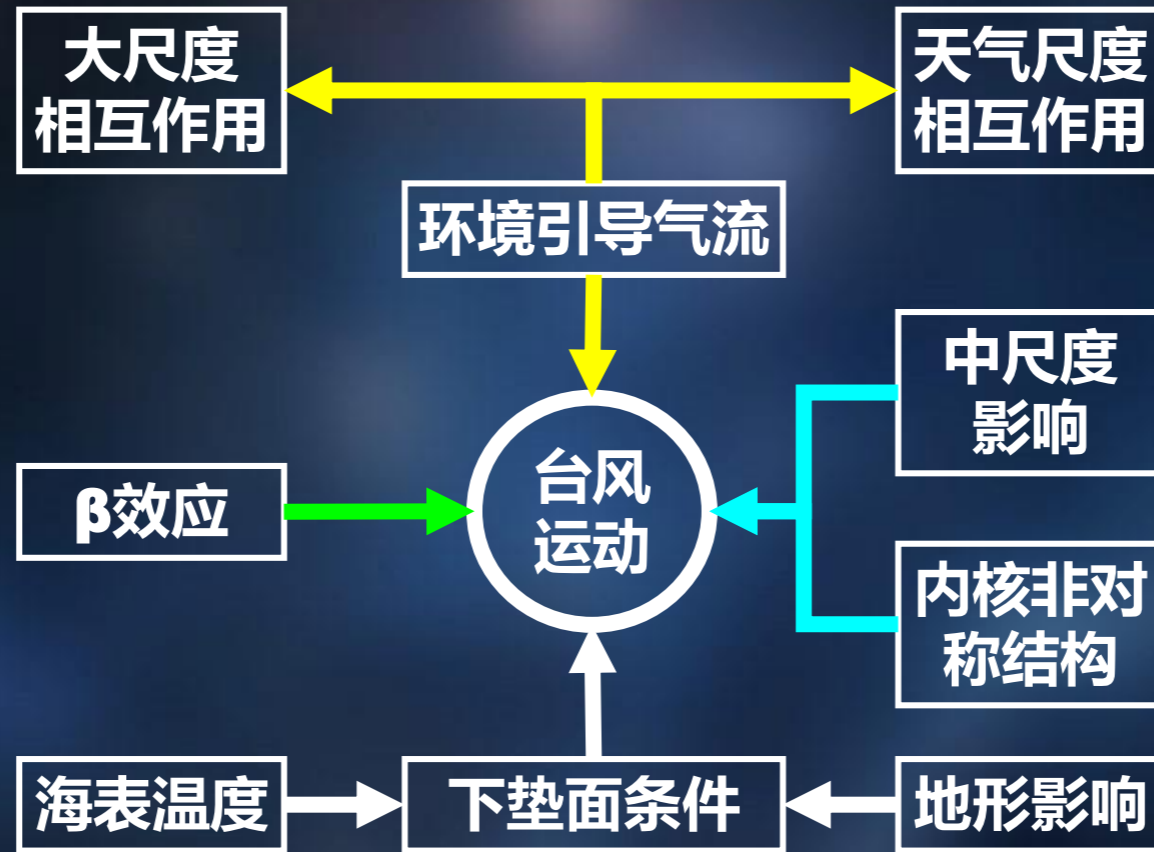 大尺度
相互作用
天气尺度
相互作用
环境引导气流
中尺度
影响
β效应
台风
运动
内核非对
称结构
海表温度
下垫面条件
地形影响